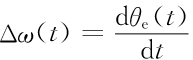 Δω(t) = dθₑ(t)/dt